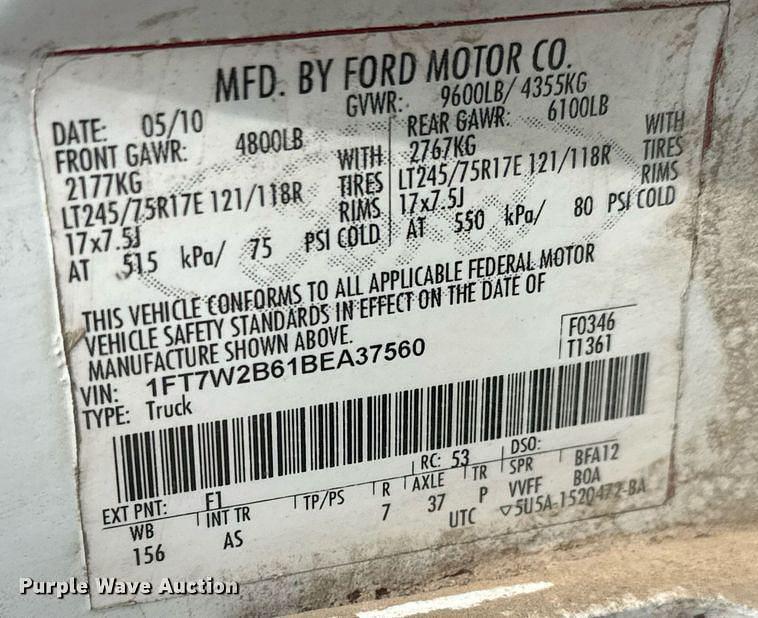 MFD. BY FORD MOTOR CO.
DATE: 05/10 GVWR: 9600LB/ 4355KG
FRONT GAWR: 4800LB
2177KG WITH
LT245/75R17E 121/118R TIRES
17x7.5J RIMS
AT 515 kPa/ 75 PSI COLD
REAR GAWR: 6100LB
2767KG WITH
LT245/75R17E 121/118R TIRES
17x7.5J RIMS
AT 550 kPa/ 80 PSI COLD
THIS VEHICLE CONFORMS TO ALL APPLICABLE FEDERAL MOTOR
VEHICLE SAFETY STANDARDS IN EFFECT ON THE DATE OF
MANUFACTURE SHOWN ABOVE.
VIN: 1FT7W2B61BEA37560
TYPE: Truck
F0346
T1361
EXT PNT: F1 RC: 53 DSO:
WB INT TR TP/PS R AXLE TR SPR BFA12
156 AS 7 37 P VVFF BOA
UTC ▽5U5A-1520472-BA
Purple Wave Auction